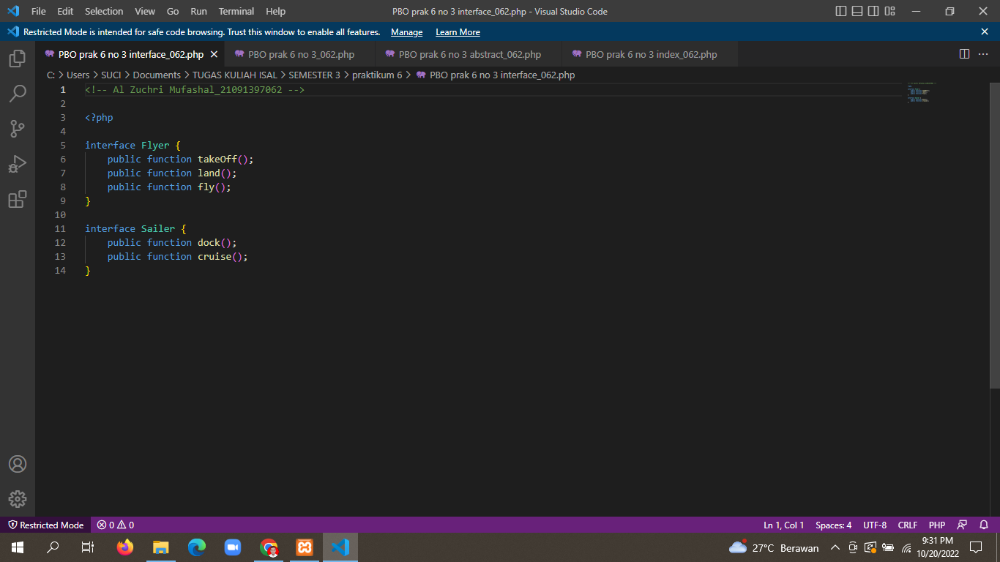 File Edit Selection View Go Run Terminal Help PBO prak 6 no 3 interface_062.php - Visual Studio Code
Restricted Mode is intended for safe code browsing. Trust this window to enable all features. Manage Learn More
PBO prak 6 no 3 interface_062.php PBO prak 6 no 3_062.php PBO prak 6 no 3 abstract_062.php PBO prak 6 no 3 index_062.php
C: > Users > SUCI > Documents > TUGAS KULIAH ISAL > SEMESTER 3 > praktikum 6 > PBO prak 6 no 3 interface_062.php
1 <!-- Al Zuchri Mufashal_21091397062 -->
2
3 <?php
4
5 interface Flyer {
6     public function takeOff();
7     public function land();
8     public function fly();
9 }
10
11 interface Sailer {
12     public function dock();
13     public function cruise();
14 }
Restricted Mode 0 0 Ln 1, Col 1 Spaces: 4 UTF-8 CRLF PHP
27°C Berawan 9:31 PM
10/20/2022